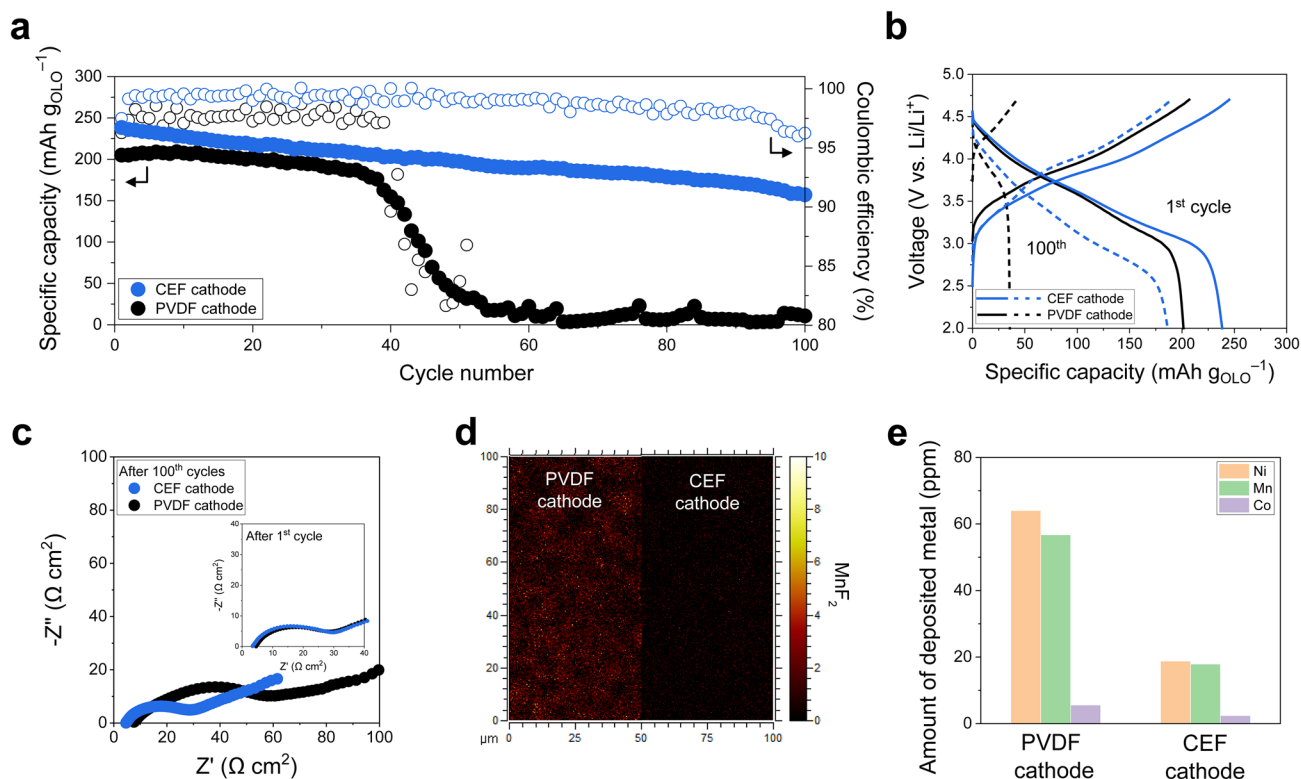 a
300
250
200
150
100
50
0
Specific capacity (mAh gOLO⁻¹)
100
95
90
85
80
Coulombic efficiency (%)
CEF cathode
PVDF cathode
0 20 40 60 80 100
Cycle number
b
5.0
4.5
4.0
3.5
3.0
2.5
2.0
Voltage (V vs. Li/Li⁺)
1st cycle
100th
CEF cathode
PVDF cathode
0 50 100 150 200 250 300
Specific capacity (mAh gOLO⁻¹)
c
100
80
60
40
20
0
-Z'' (Ω cm²)
After 100th cycles
CEF cathode
PVDF cathode
After 1st cycle
40
30
20
10
0
-Z'' (Ω cm²)
0 10 20 30 40
Z' (Ω cm²)
0 20 40 60 80 100
Z' (Ω cm²)
d
100
80
60
40
20
0
PVDF
cathode
CEF
cathode
µm 0 25 50 75 100
10
8
6
4
2
0
MnF₂
e
80
60
40
20
0
Amount of deposited metal (ppm)
Ni
Mn
Co
PVDF
cathode
CEF
cathode